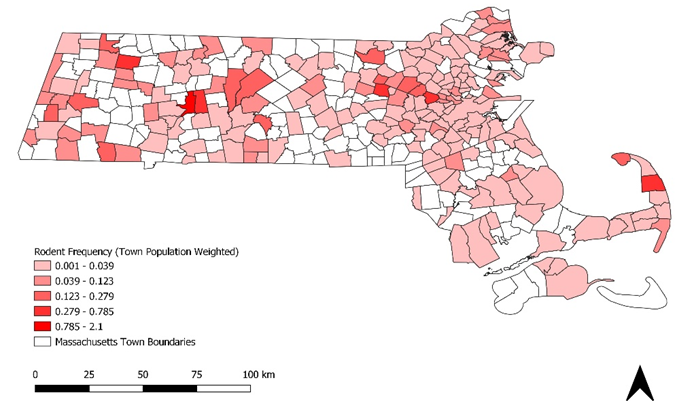 Rodent Frequency (Town Population Weighted)
0.001 - 0.039
0.039 - 0.123
0.123 - 0.279
0.279 - 0.785
0.785 - 2.1
Massachusetts Town Boundaries
0 25 50 75 100 km